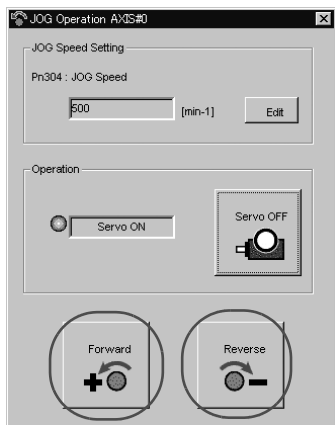 JOG Operation AXIS#0
JOG Speed Setting
Pn304 : JOG Speed
500 [min-1] Edit
Operation
Servo ON
Servo OFF
Forward
Reverse